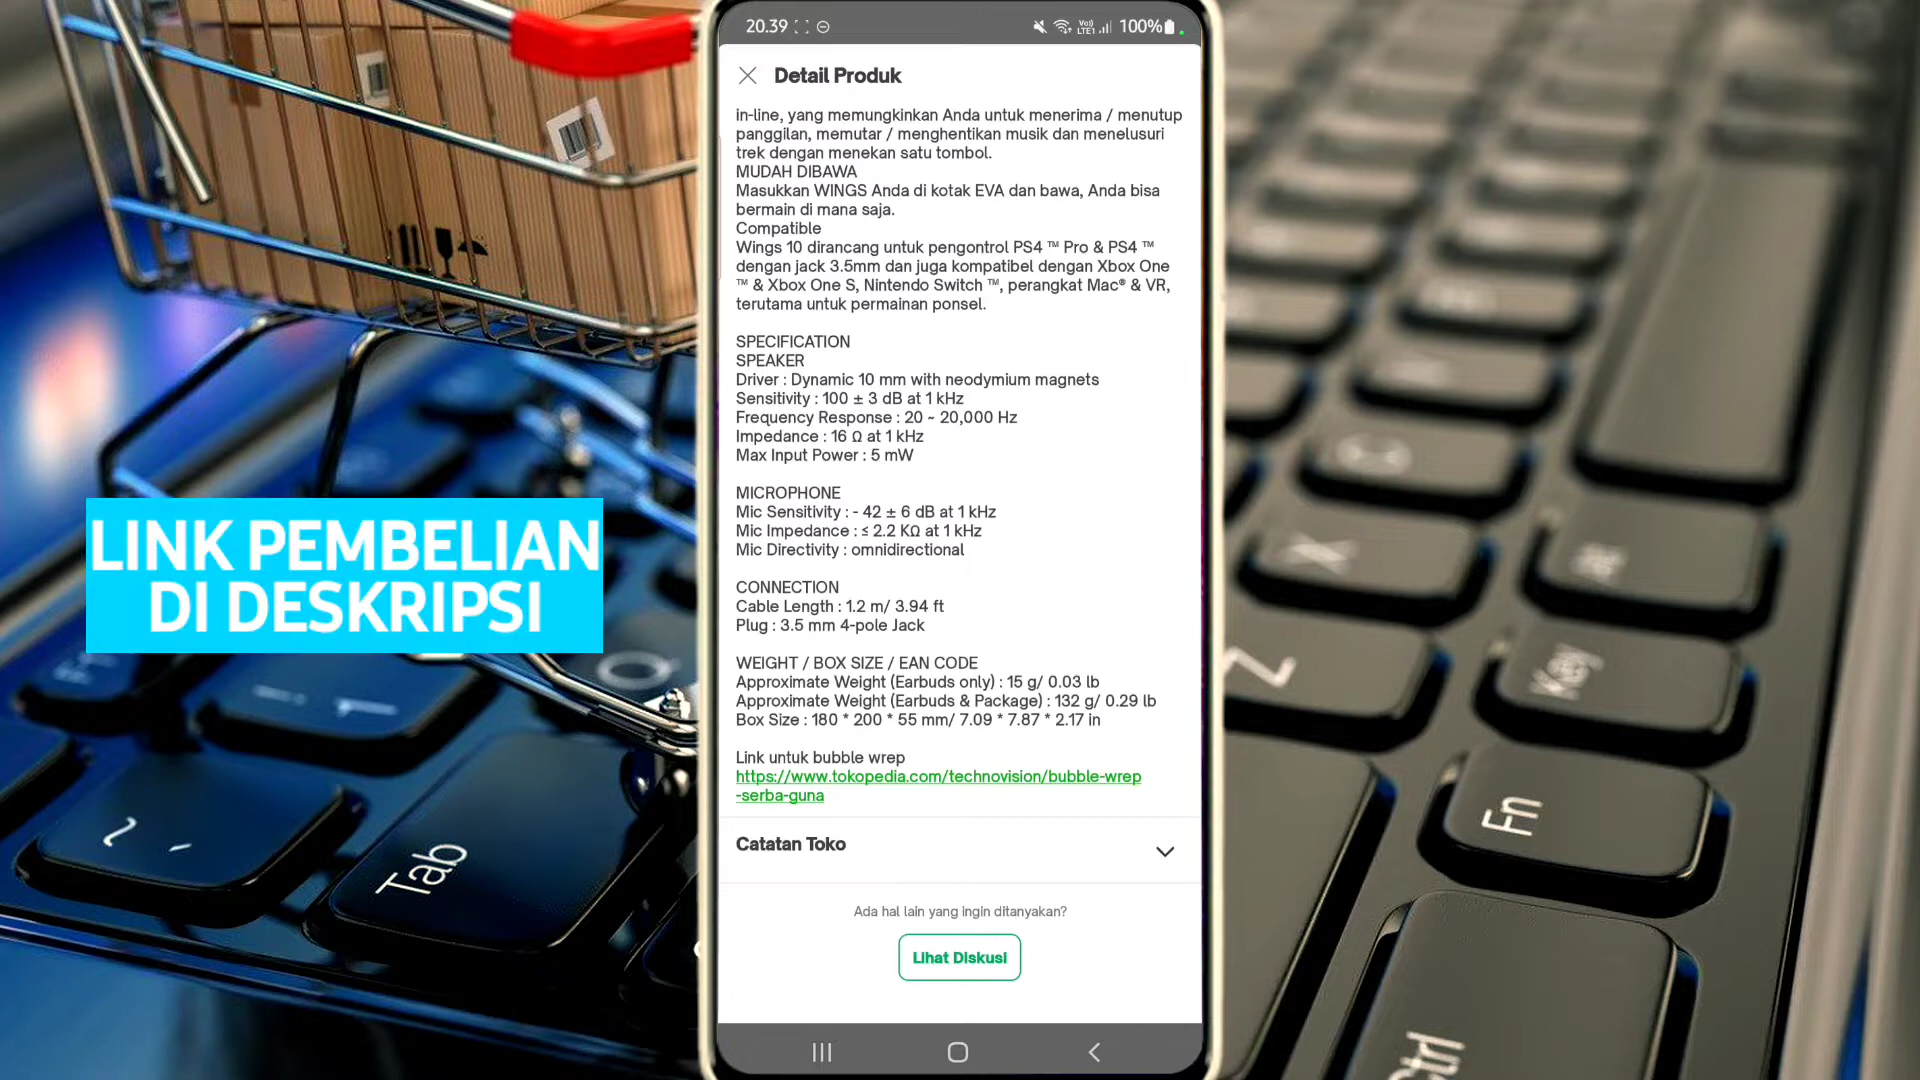 20.39
Vo))
LTE1
100%
Detail Produk
in-line, yang memungkinkan Anda untuk menerima / menutup
panggilan, memutar / menghentikan musik dan menelusuri
trek dengan menekan satu tombol.
MUDAH DIBAWA
Masukkan WINGS Anda di kotak EVA dan bawa, Anda bisa
bermain di mana saja.
Compatible
Wings 10 dirancang untuk pengontrol PS4 ™ Pro & PS4 ™
dengan jack 3.5mm dan juga kompatibel dengan Xbox One
™ & Xbox One S, Nintendo Switch ™, perangkat Mac® & VR,
terutama untuk permainan ponsel.
SPECIFICATION
SPEAKER
Driver : Dynamic 10 mm with neodymium magnets
Sensitivity : 100 ± 3 dB at 1 kHz
Frequency Response : 20 ~ 20,000 Hz
Impedance : 16 Ω at 1 kHz
Max Input Power : 5 mW
MICROPHONE
Mic Sensitivity : - 42 ± 6 dB at 1 kHz
Mic Impedance : ≤ 2.2 KΩ at 1 kHz
Mic Directivity : omnidirectional
CONNECTION
Cable Length : 1.2 m/ 3.94 ft
Plug : 3.5 mm 4-pole Jack
WEIGHT / BOX SIZE / EAN CODE
Approximate Weight (Earbuds only) : 15 g/ 0.03 lb
Approximate Weight (Earbuds & Package) : 132 g/ 0.29 lb
Box Size : 180 * 200 * 55 mm/ 7.09 * 7.87 * 2.17 in
Link untuk bubble wrep
https://www.tokopedia.com/technovision/bubble-wrep
-serba-guna
Catatan Toko
Ada hal lain yang ingin ditanyakan?
Lihat Diskusi
LINK PEMBELIAN
DI DESKRIPSI
Tab
Z
X
Fn
Ctrl